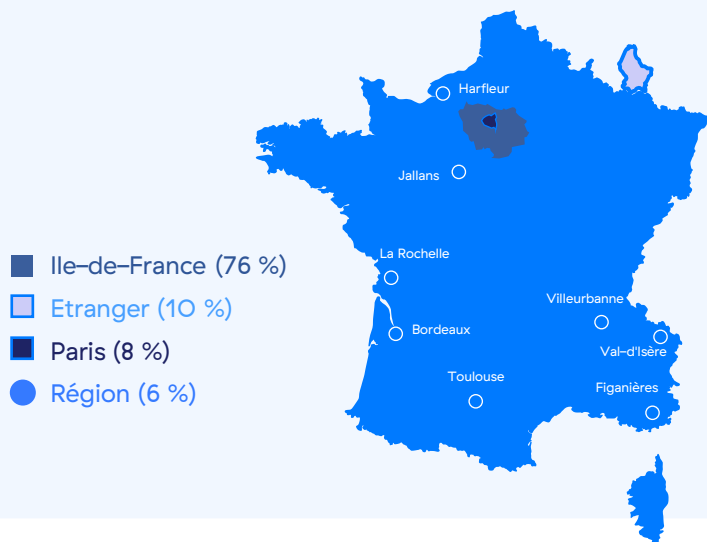 Harfleur
Jallans
La Rochelle
Villeurbanne
Bordeaux
Val-d'Isère
Toulouse
Figanières
Ile-de-France (76 %)
Etranger (10 %)
Paris (8 %)
Région (6 %)